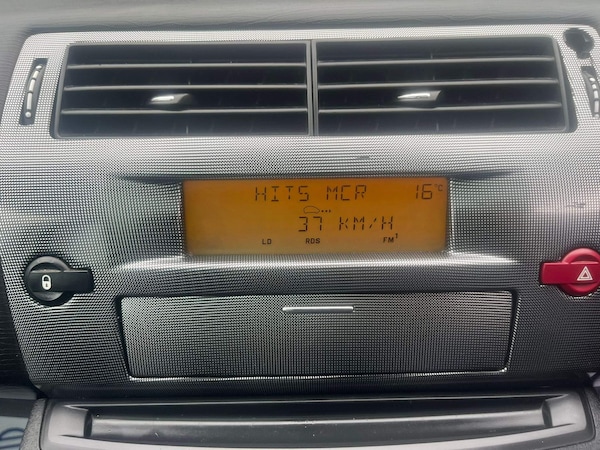 HITS MCR 16°C
37 KM/H
LD RDS FM1